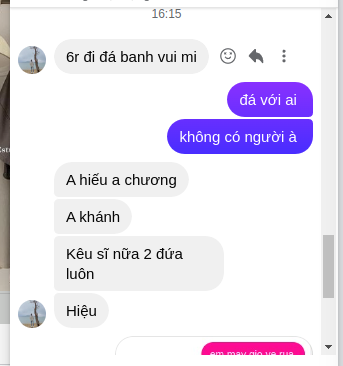 16:15
6r đi đá banh vui mi
đá với ai
không có người à
A hiếu a chương
A khánh
Kêu sĩ nữa 2 đứa
luôn
Hiệu